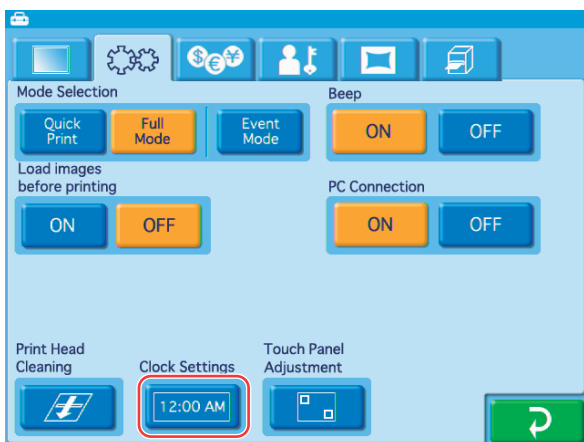 $ € ¥
Mode Selection
Quick
Print
Full
Mode
Event
Mode
Beep
ON
OFF
Load images
before printing
ON
OFF
PC Connection
ON
OFF
Print Head
Cleaning
Clock Settings
12:00 AM
Touch Panel
Adjustment